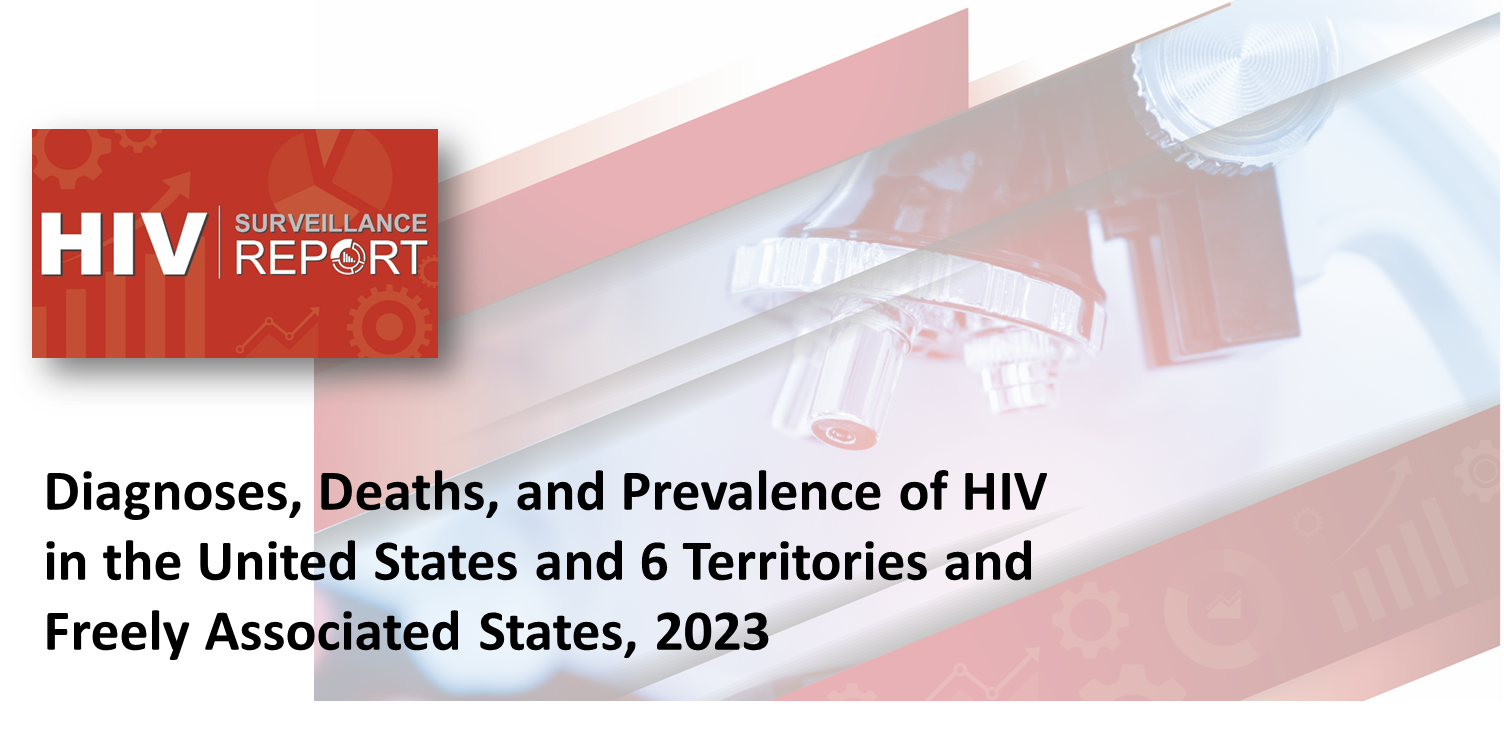 HIV SURVEILLANCE
REPORT
Diagnoses, Deaths, and Prevalence of HIV
in the United States and 6 Territories and
Freely Associated States, 2023